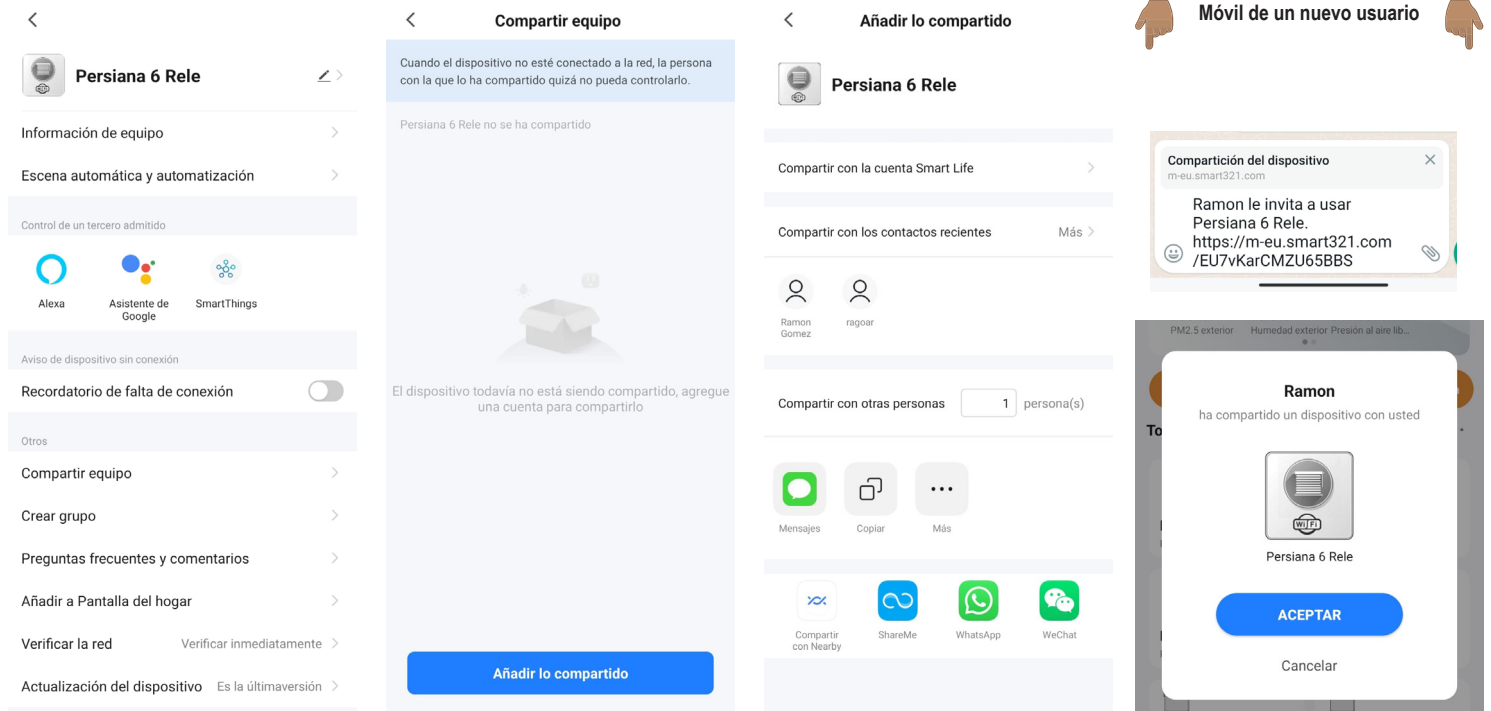 Persiana 6 Rele
Información de equipo
Escena automática y automatización
Control de un tercero admitido
Alexa
Asistente de
Google
SmartThings
Aviso de dispositivo sin conexión
Recordatorio de falta de conexión
Otros
Compartir equipo
Crear grupo
Preguntas frecuentes y comentarios
Añadir a Pantalla del hogar
Verificar la red Verificar inmediatamente
Actualización del dispositivo Es la últimaversión
Compartir equipo
Cuando el dispositivo no esté conectado a la red, la persona
con la que lo ha compartido quizá no pueda controlarlo.
Persiana 6 Rele no se ha compartido
El dispositivo todavía no está siendo compartido, agregue
una cuenta para compartirlo
Añadir lo compartido
Añadir lo compartido
Persiana 6 Rele
Compartir con la cuenta Smart Life
Compartir con los contactos recientes Más
Ramon
Gomez
ragoar
Compartir con otras personas 1 persona(s)
Mensajes
Copiar
Más
Compartir
con Nearby
ShareMe
WhatsApp
WeChat
Móvil de un nuevo usuario
Compartición del dispositivo
m-eu.smart321.com
Ramon le invita a usar
Persiana 6 Rele.
https://m-eu.smart321.com
/EU7vKarCMZU65BBS
PM2.5 exterior Humedad exterior Presión al aire lib...
To
Ramon
ha compartido un dispositivo con usted
WiFi
Persiana 6 Rele
ACEPTAR
Cancelar